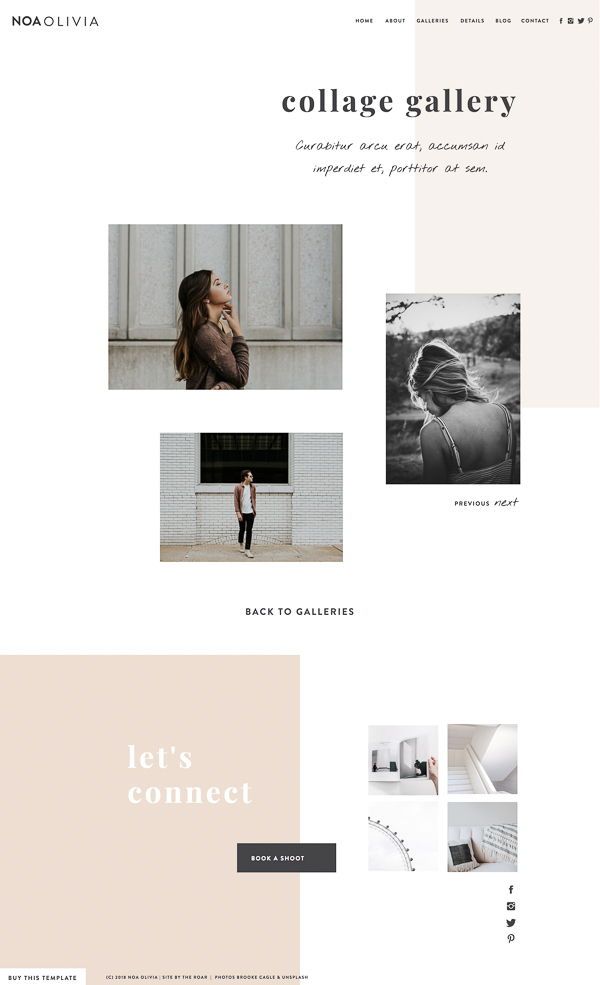 NOAOLIVIA
HOME ABOUT GALLERIES DETAILS BLOG CONTACT
collage gallery
Curabitur arcu erat, accumsan id
imperdiet et, porttitor at sem.
PREVIOUS next
BACK TO GALLERIES
let's
connect
BOOK A SHOOT
BUY THIS TEMPLATE
(C) 2018 NOA OLIVIA | SITE BY THE ROAR | PHOTOS BROOKE CAGLE & UNSPLASH